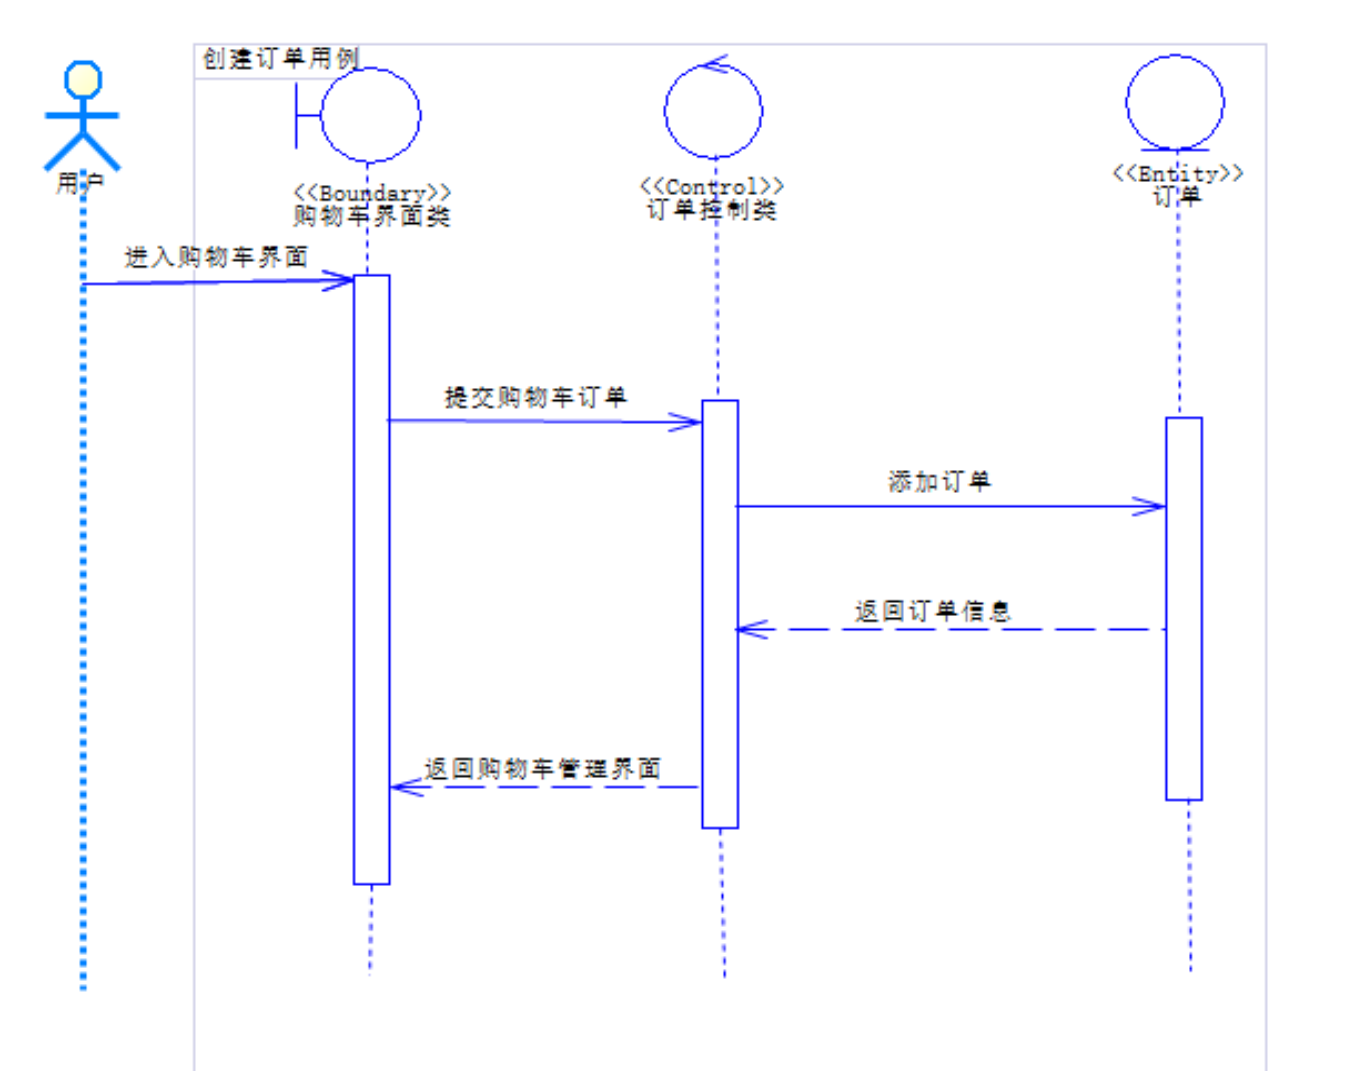 创建订单用例
用户
<<Boundary>>
购物车界面类
<<Control>>
订单控制类
<<Entity>>
订单
进入购物车界面
提交购物车订单
添加订单
返回订单信息
返回购物车管理界面